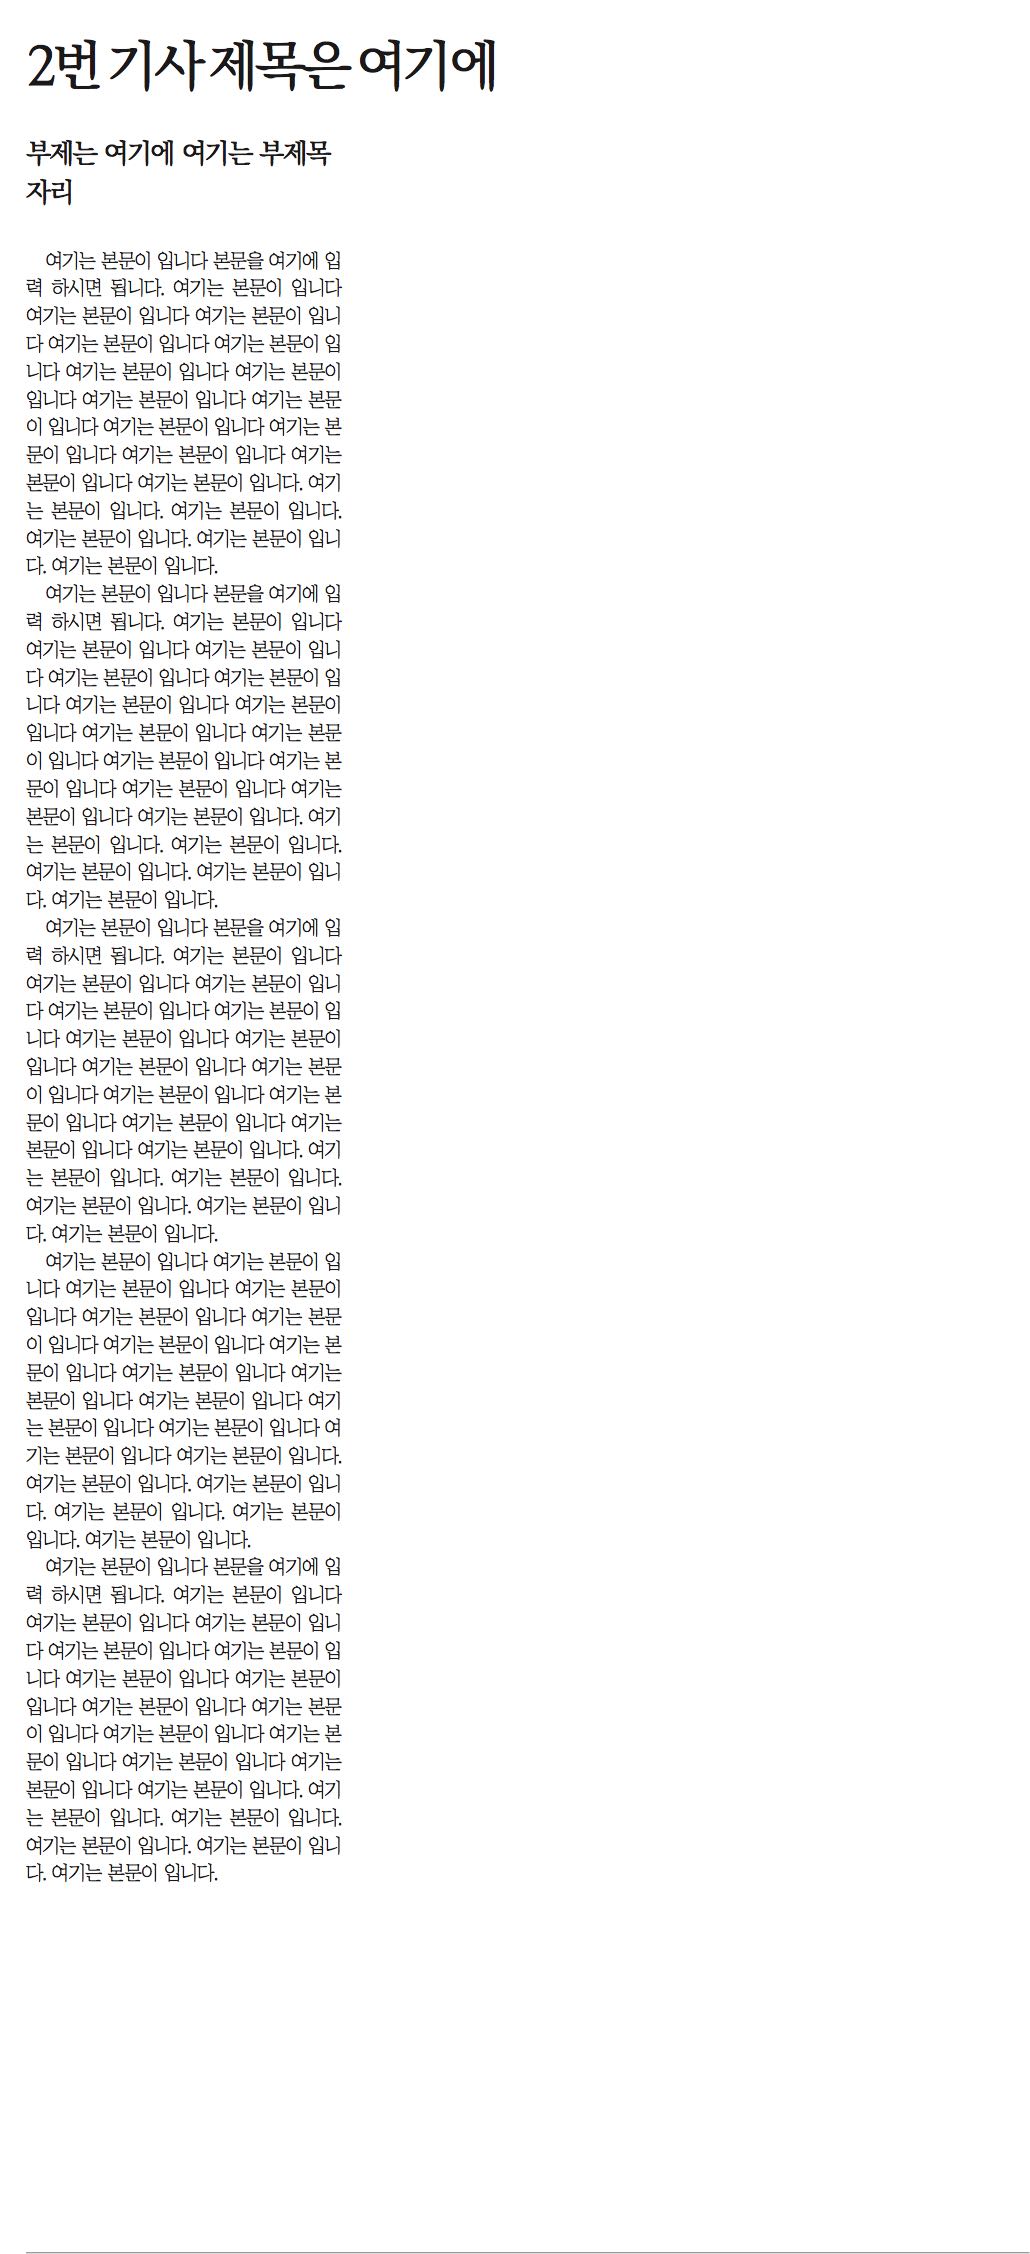 2번 기사 제목은 여기에
부제는 여기에 여기는 부제목
자리
여기는 본문이 입니다 본문을 여기에 입
력 하시면 됩니다. 여기는 본문이 입니다
여기는 본문이 입니다 여기는 본문이 입니
다 여기는 본문이 입니다 여기는 본문이 입
니다 여기는 본문이 입니다 여기는 본문이
입니다 여기는 본문이 입니다 여기는 본문
이 입니다 여기는 본문이 입니다 여기는 본
문이 입니다 여기는 본문이 입니다 여기는
본문이 입니다 여기는 본문이 입니다. 여기
는 본문이 입니다. 여기는 본문이 입니다.
여기는 본문이 입니다. 여기는 본문이 입니
다. 여기는 본문이 입니다.
여기는 본문이 입니다 본문을 여기에 입
력 하시면 됩니다. 여기는 본문이 입니다
여기는 본문이 입니다 여기는 본문이 입니
다 여기는 본문이 입니다 여기는 본문이 입
니다 여기는 본문이 입니다 여기는 본문이
입니다 여기는 본문이 입니다 여기는 본문
이 입니다 여기는 본문이 입니다 여기는 본
문이 입니다 여기는 본문이 입니다 여기는
본문이 입니다 여기는 본문이 입니다. 여기
는 본문이 입니다. 여기는 본문이 입니다.
여기는 본문이 입니다. 여기는 본문이 입니
다. 여기는 본문이 입니다.
여기는 본문이 입니다 본문을 여기에 입
력 하시면 됩니다. 여기는 본문이 입니다
여기는 본문이 입니다 여기는 본문이 입니
다 여기는 본문이 입니다 여기는 본문이 입
니다 여기는 본문이 입니다 여기는 본문이
입니다 여기는 본문이 입니다 여기는 본문
이 입니다 여기는 본문이 입니다 여기는 본
문이 입니다 여기는 본문이 입니다 여기는
본문이 입니다 여기는 본문이 입니다. 여기
는 본문이 입니다. 여기는 본문이 입니다.
여기는 본문이 입니다. 여기는 본문이 입니
다. 여기는 본문이 입니다.
여기는 본문이 입니다 여기는 본문이 입
니다 여기는 본문이 입니다 여기는 본문이
입니다 여기는 본문이 입니다 여기는 본문
이 입니다 여기는 본문이 입니다 여기는 본
문이 입니다 여기는 본문이 입니다 여기는
본문이 입니다 여기는 본문이 입니다 여기
는 본문이 입니다 여기는 본문이 입니다 여
기는 본문이 입니다 여기는 본문이 입니다.
여기는 본문이 입니다. 여기는 본문이 입니
다. 여기는 본문이 입니다. 여기는 본문이
입니다. 여기는 본문이 입니다.
여기는 본문이 입니다 본문을 여기에 입
력 하시면 됩니다. 여기는 본문이 입니다
여기는 본문이 입니다 여기는 본문이 입니
다 여기는 본문이 입니다 여기는 본문이 입
니다 여기는 본문이 입니다 여기는 본문이
입니다 여기는 본문이 입니다 여기는 본문
이 입니다 여기는 본문이 입니다 여기는 본
문이 입니다 여기는 본문이 입니다 여기는
본문이 입니다 여기는 본문이 입니다. 여기
는 본문이 입니다. 여기는 본문이 입니다.
여기는 본문이 입니다. 여기는 본문이 입니
다. 여기는 본문이 입니다.